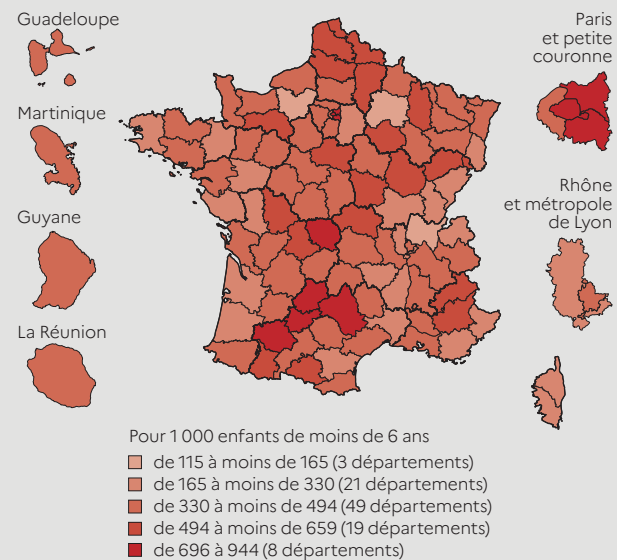 Guadeloupe
Martinique
Guyane
La Réunion
Paris
et petite
couronne
Rhône
et métropole
de Lyon
Pour 1 000 enfants de moins de 6 ans
de 115 à moins de 165 (3 départements)
de 165 à moins de 330 (21 départements)
de 330 à moins de 494 (49 départements)
de 494 à moins de 659 (19 départements)
de 696 à 944 (8 départements)